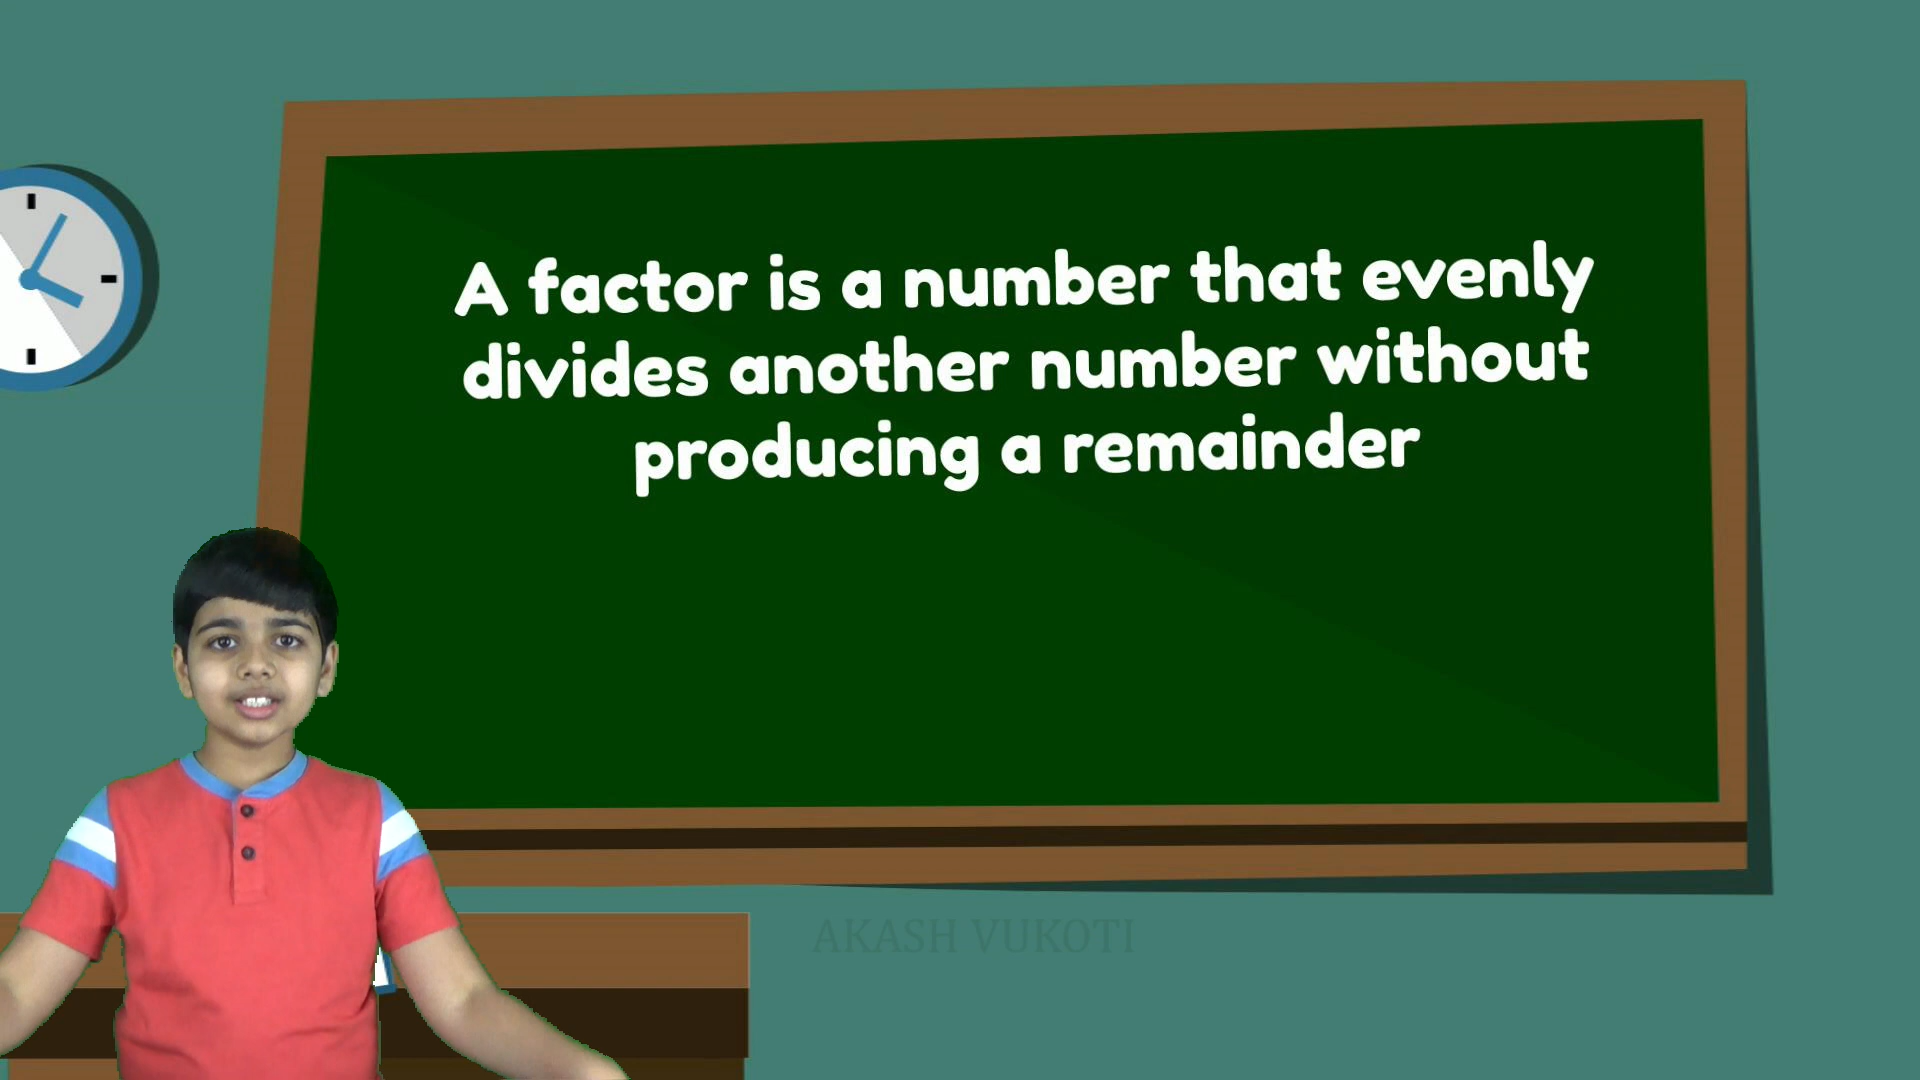 A factor is a number that evenly
divides another number without
producing a remainder
AKASH VUKOTI